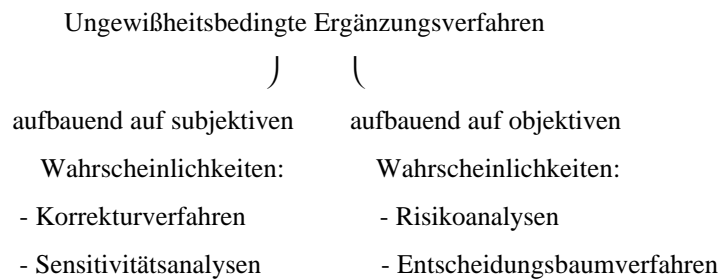 Ungewißheitsbedingte Ergänzungsverfahren
aufbauend auf subjektiven aufbauend auf objektiven
Wahrscheinlichkeiten: Wahrscheinlichkeiten:
- Korrekturverfahren - Risikoanalysen
- Sensitivitätsanalysen - Entscheidungsbaumverfahren